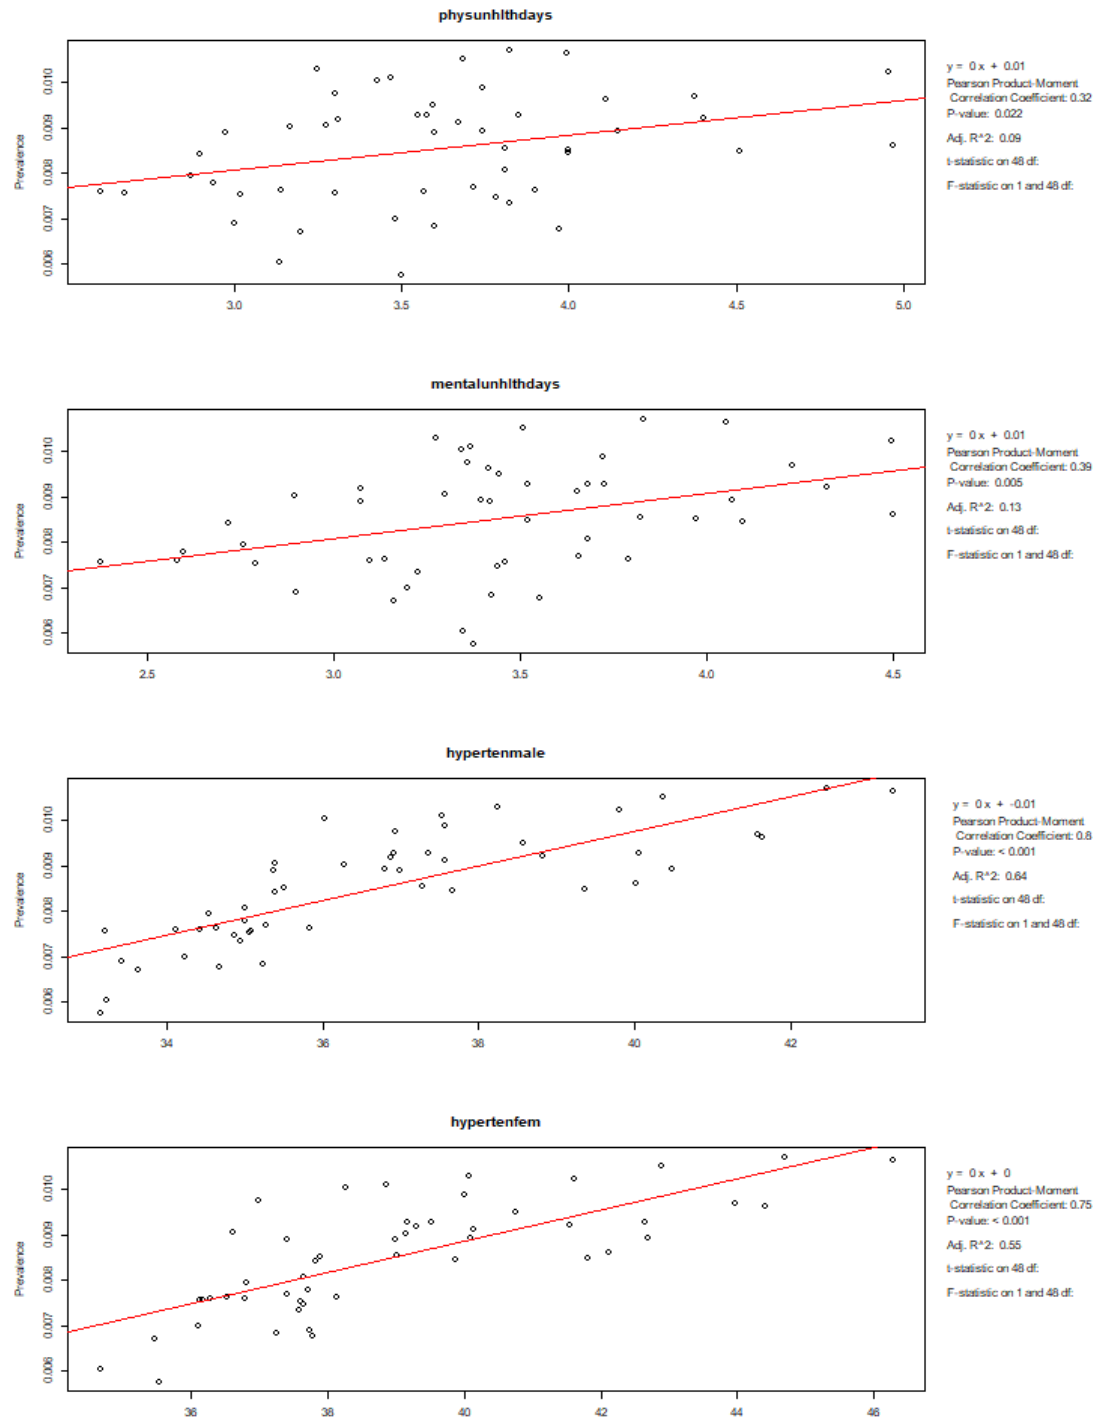 physunhlthdays
Prevalence
0.010
0.009
0.008
0.007
0.006
3.0 3.5 4.0 4.5 5.0
y = 0 x + 0.01
Pearson Product-Moment
Correlation Coefficient: 0.32
P-value: 0.022
Adj. R^2: 0.09
t-statistic on 48 df:
F-statistic on 1 and 48 df:
mentalunhlthdays
Prevalence
0.010
0.009
0.008
0.007
0.006
2.5 3.0 3.5 4.0 4.5
y = 0 x + 0.01
Pearson Product-Moment
Correlation Coefficient: 0.39
P-value: 0.005
Adj. R^2: 0.13
t-statistic on 48 df:
F-statistic on 1 and 48 df:
hypertenmale
Prevalence
0.010
0.009
0.008
0.007
0.006
34 36 38 40 42
y = 0 x + -0.01
Pearson Product-Moment
Correlation Coefficient: 0.8
P-value: < 0.001
Adj. R^2: 0.64
t-statistic on 48 df:
F-statistic on 1 and 48 df:
hypertenfem
Prevalence
0.010
0.009
0.008
0.007
0.006
36 38 40 42 44 46
y = 0 x + 0
Pearson Product-Moment
Correlation Coefficient: 0.75
P-value: < 0.001
Adj. R^2: 0.55
t-statistic on 48 df:
F-statistic on 1 and 48 df: